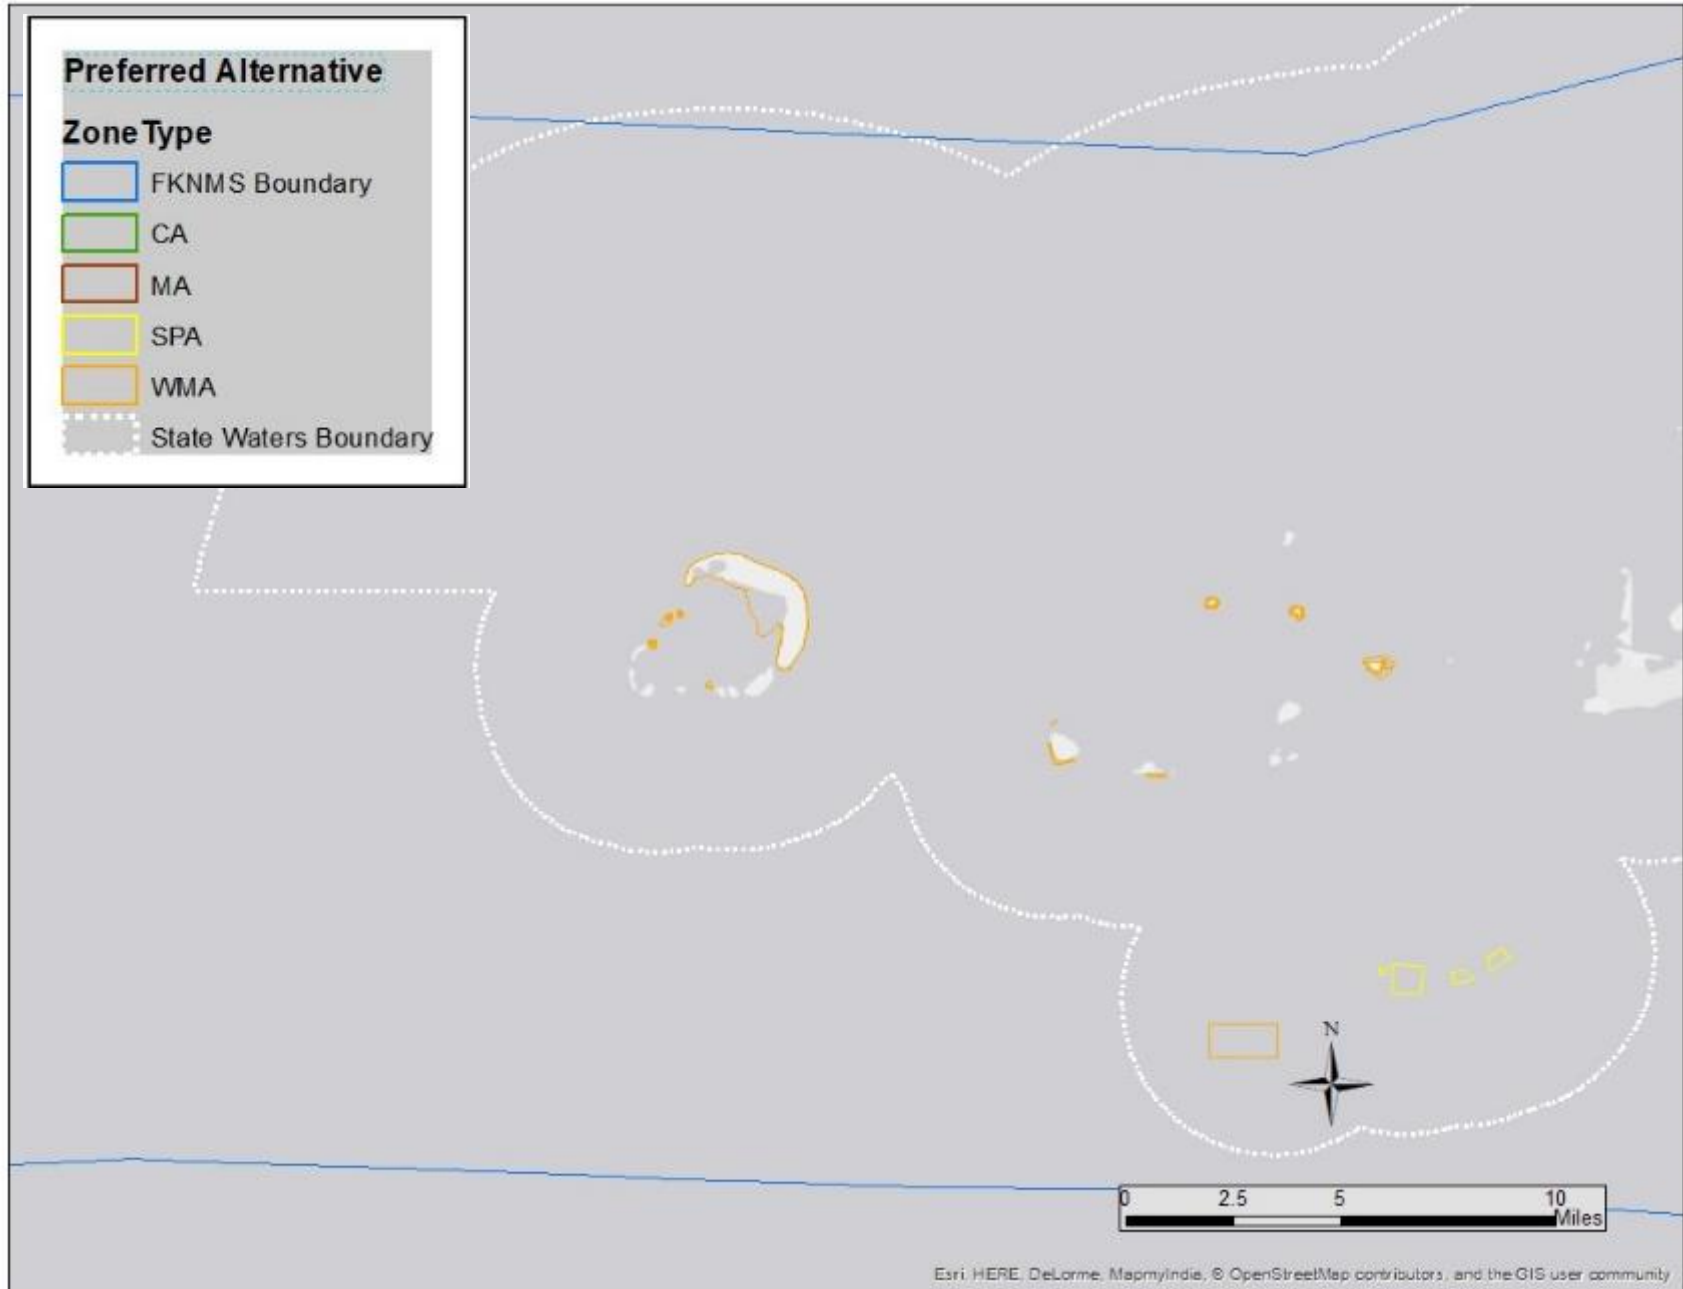 Preferred Alternative
Zone Type
FKNMS Boundary
CA
MA
SPA
WMA
State Waters Boundary
N
0 2.5 5 10
Miles
Esri, HERE, DeLorme, MapmyIndia, © OpenStreetMap contributors, and the GIS user community